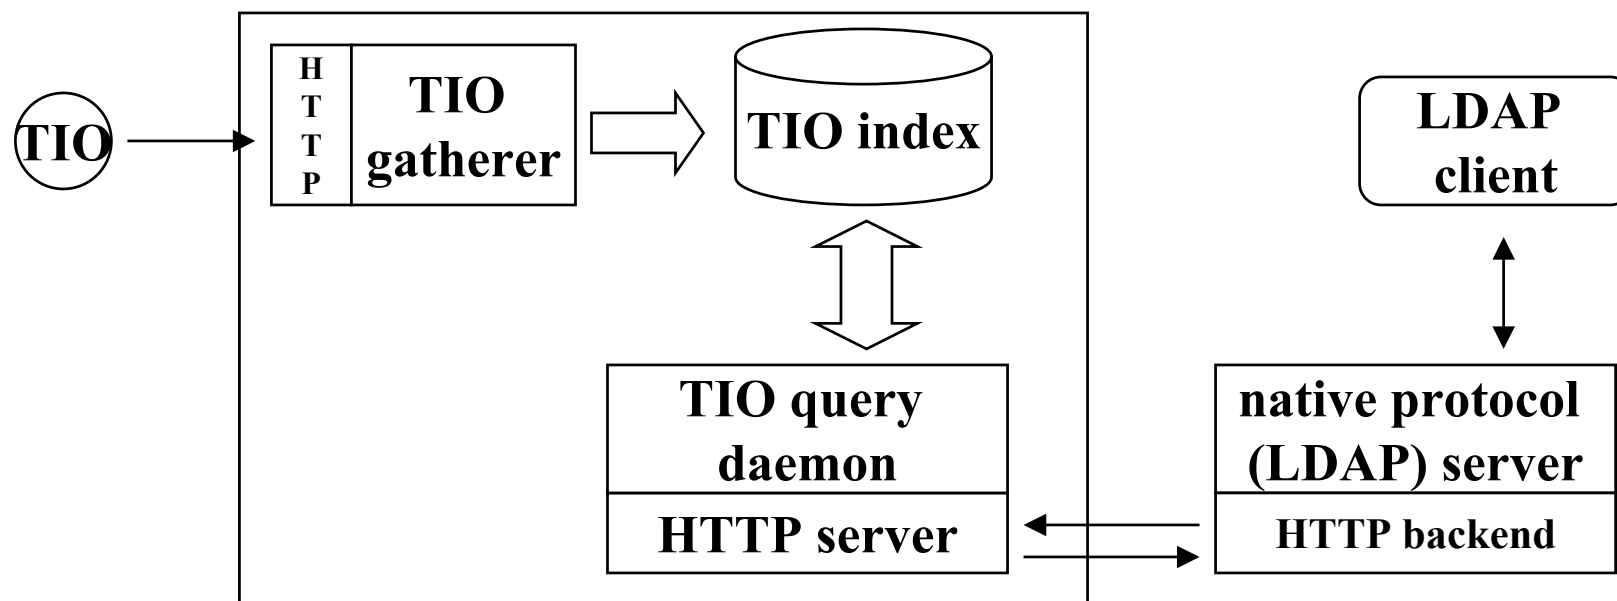 TIO
H
T
T
P
TIO
gatherer
TIO index
LDAP
client
TIO query
daemon
HTTP server
native protocol
(LDAP) server
HTTP backend